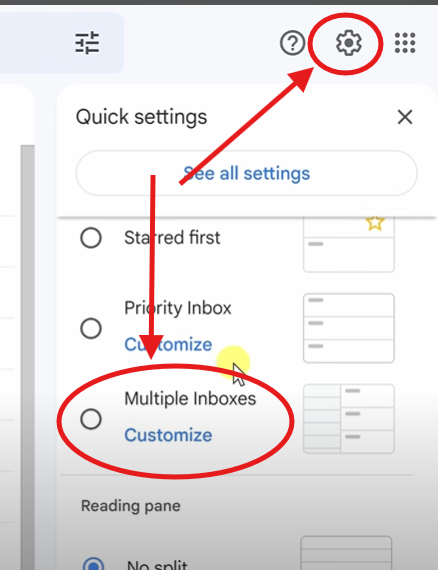 Quick settings
See all settings
Starred first
Priority Inbox
Customize
Multiple Inboxes
Customize
Reading pane
No split